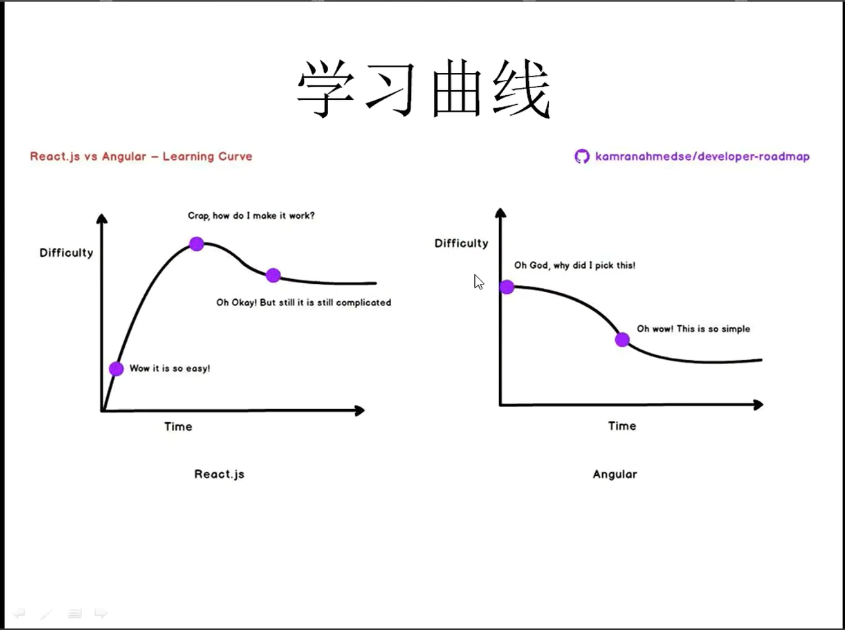 学习曲线
React.js vs Angular – Learning Curve
kamranahmedse/developer-roadmap
Crap, how do I make it work?
Difficulty
Oh Okay! But still it is still complicated
Wow it is so easy!
Time
React.js
Difficulty
Oh God, why did I pick this!
Oh wow! This is so simple
Time
Angular